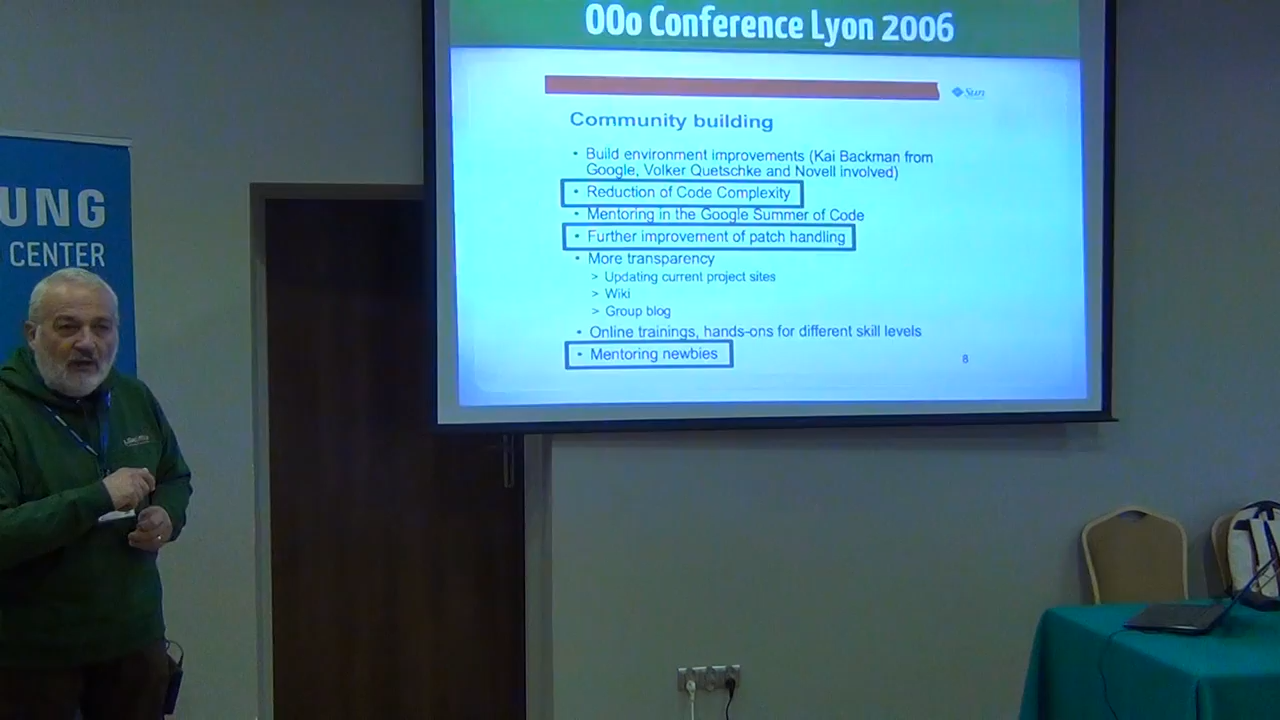 OOo Conference Lyon 2006
Sun
Community building
• Build environment improvements (Kai Backman from
Google, Volker Quetschke and Novell involved)
• Reduction of Code Complexity
• Mentoring in the Google Summer of Code
• Further improvement of patch handling
• More transparency
> Updating current project sites
> Wiki
> Group blog
• Online trainings, hands-ons for different skill levels
• Mentoring newbies
8
UNG
CENTER